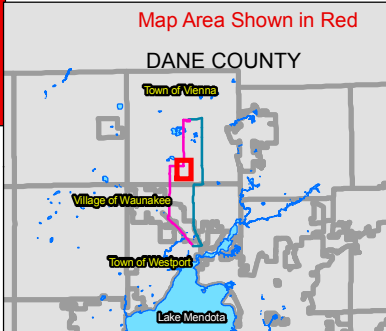 Map Area Shown in Red
DANE COUNTY
Town of Vienna
Village of Waunakee
Town of Westport
Lake Mendota